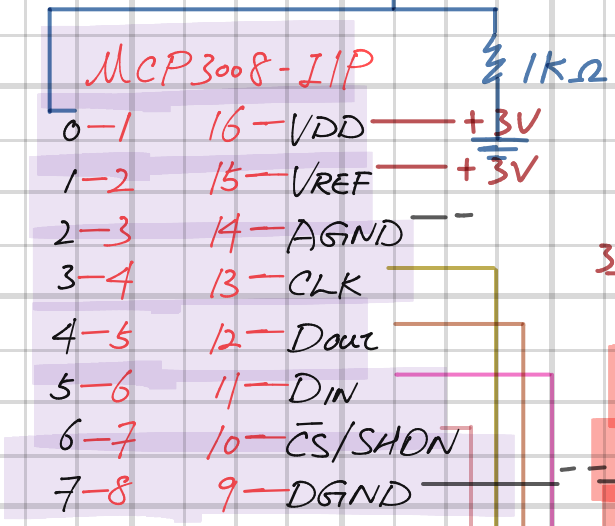 MCP3008-I/P
1KΩ
0-1 16-VDD +3V
1-2 15-VREF +3V
2-3 14-AGND
3-4 13-CLK
3
4-5 12-Dout
5-6 11-DIN
6-7 10-C̅S̅/SHDN
7-8 9-DGND